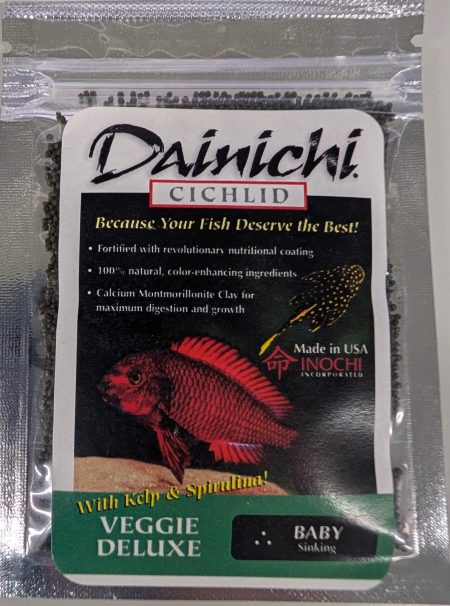 Dainichi
CICHLID
Because Your Fish Deserve the Best!
• Fortified with revolutionary nutritional coating
• 100% natural, color-enhancing ingredients
• Calcium Montmorillonite Clay for
maximum digestion and growth
Made in USA
命 INOCHI
INCORPORATED
With Kelp & Spirulina!
VEGGIE
DELUXE
BABY
Sinking